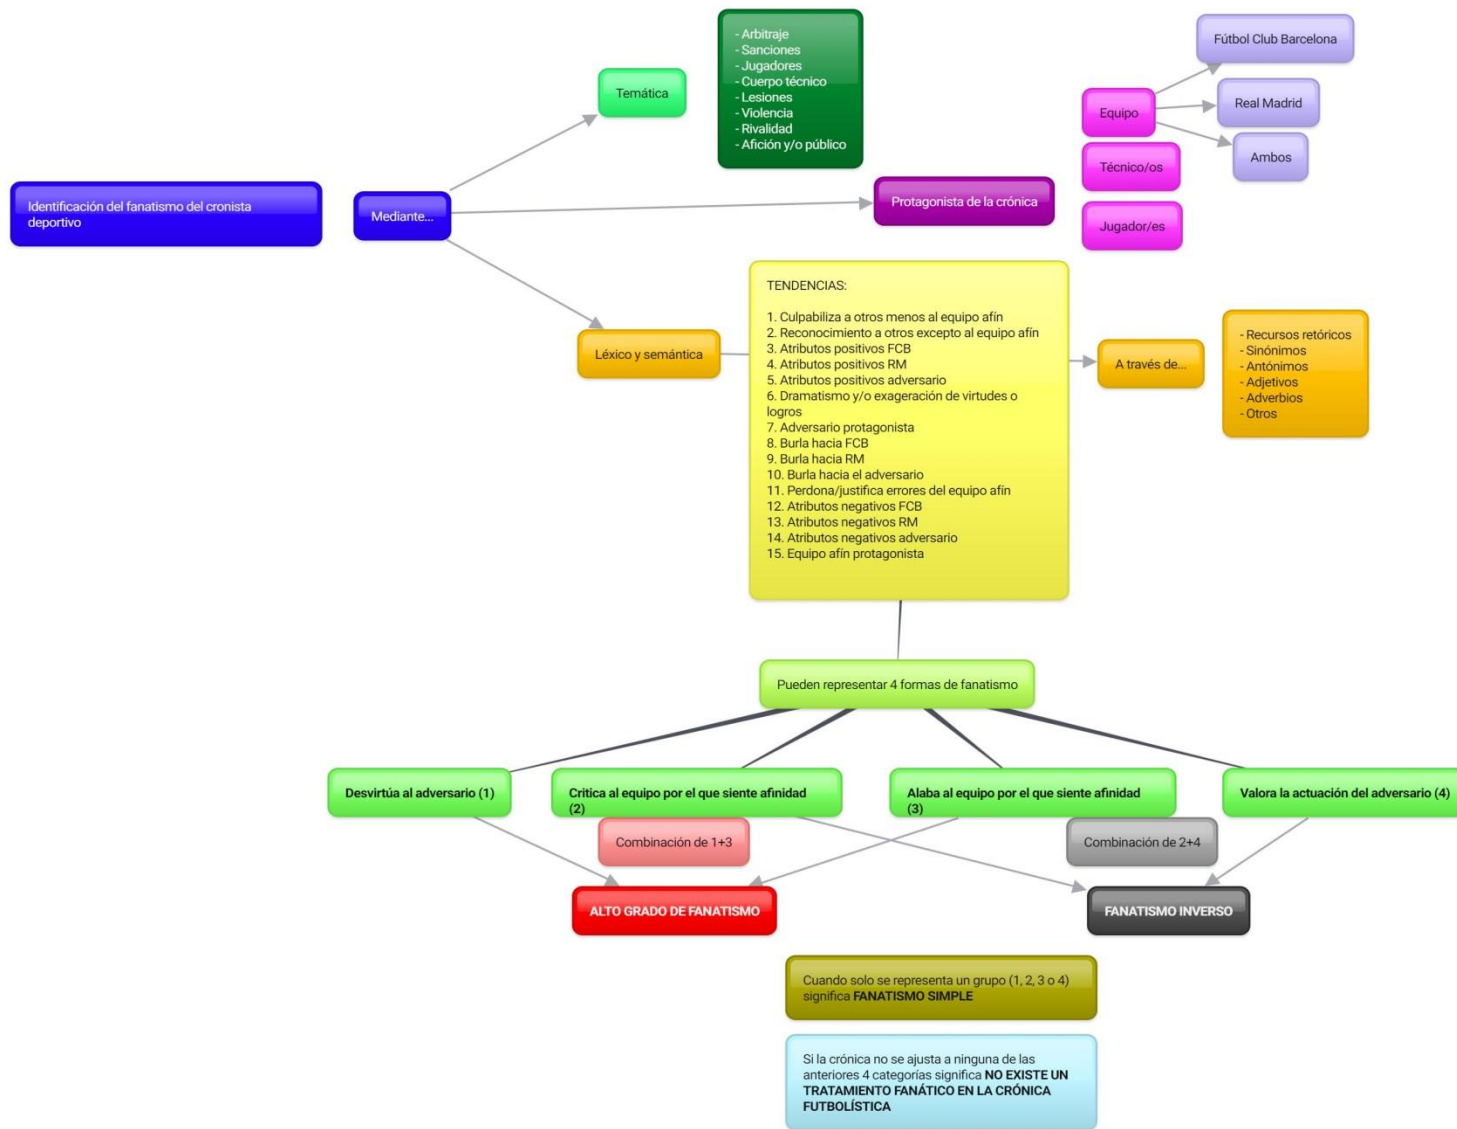 - Arbitraje
- Sanciones
- Jugadores
- Cuerpo técnico
- Lesiones
- Violencia
- Rivalidad
- Afición y/o público
Temática
Fútbol Club Barcelona
Equipo
Real Madrid
Ambos
Técnico/os
Jugador/es
Identificación del fanatismo del cronista
deportivo
Mediante...
Protagonista de la crónica
Léxico y semántica
TENDENCIAS:
1. Culpabiliza a otros menos al equipo afín
2. Reconocimiento a otros excepto al equipo afín
3. Atributos positivos FCB
4. Atributos positivos RM
5. Atributos positivos adversario
6. Dramatismo y/o exageración de virtudes o
logros
7. Adversario protagonista
8. Burla hacia FCB
9. Burla hacia RM
10. Burla hacia el adversario
11. Perdona/justifica errores del equipo afín
12. Atributos negativos FCB
13. Atributos negativos RM
14. Atributos negativos adversario
15. Equipo afín protagonista
A través de...
- Recursos retóricos
- Sinónimos
- Antónimos
- Adjetivos
- Adverbios
- Otros
Pueden representar 4 formas de fanatismo
Desvirtúa al adversario (1)
Critica al equipo por el que siente afinidad
(2)
Alaba al equipo por el que siente afinidad
(3)
Valora la actuación del adversario (4)
Combinación de 1+3
Combinación de 2+4
ALTO GRADO DE FANATISMO
FANATISMO INVERSO
Cuando solo se representa un grupo (1, 2, 3 o 4)
significa FANATISMO SIMPLE
Si la crónica no se ajusta a ninguna de las
anteriores 4 categorías significa NO EXISTE UN
TRATAMIENTO FANÁTICO EN LA CRÓNICA
FUTBOLÍSTICA